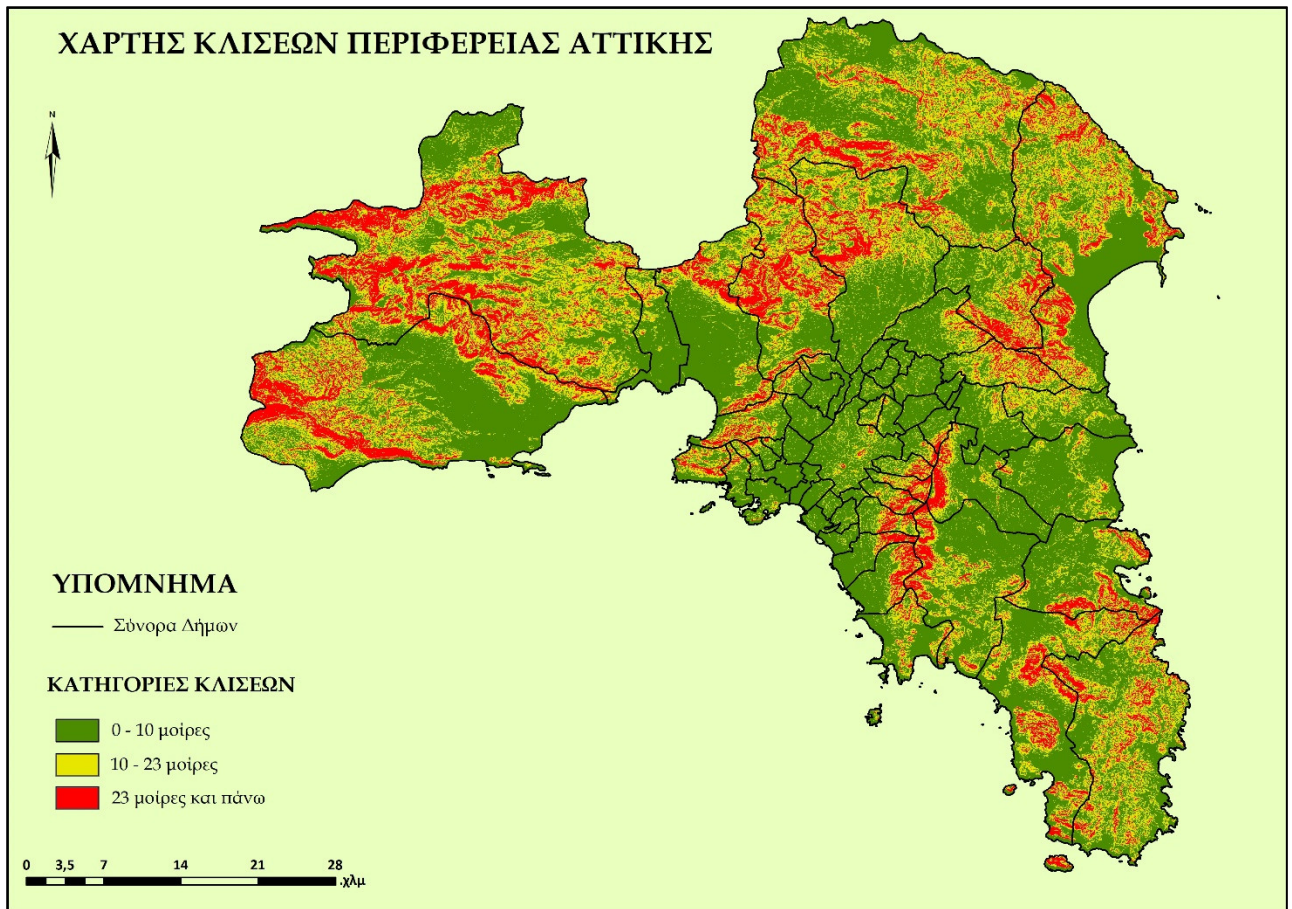 ΧΑΡΤΗΣ ΚΛΙΣΕΩΝ ΠΕΡΙΦΕΡΕΙΑΣ ΑΤΤΙΚΗΣ
N
ΥΠΟΜΝΗΜΑ
Σύνορα Δήμων
ΚΑΤΗΓΟΡΙΕΣ ΚΛΙΣΕΩΝ
0 - 10 μοίρες
10 - 23 μοίρες
23 μοίρες και πάνω
0 3,5 7 14 21 28
.χλμ